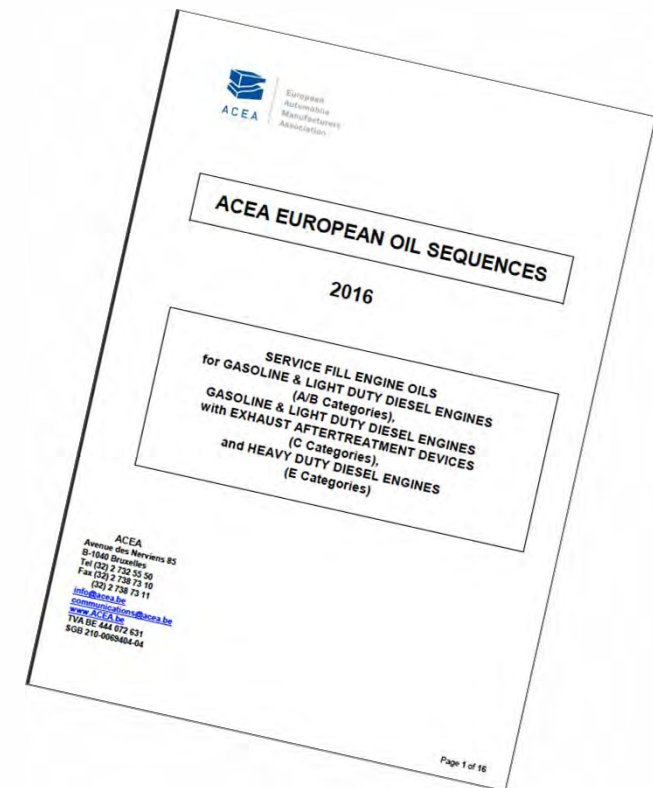 ACEA
European
Automobile
Manufacturers
Association
ACEA EUROPEAN OIL SEQUENCES
2016
SERVICE FILL ENGINE OILS
for GASOLINE & LIGHT DUTY DIESEL ENGINES
(A/B Categories),
GASOLINE & LIGHT DUTY DIESEL ENGINES
with EXHAUST AFTERTREATMENT DEVICES
(C Categories),
and HEAVY DUTY DIESEL ENGINES
(E Categories)
ACEA
Avenue des Nerviens 85
B-1040 Bruxelles
Tel (32) 2 732 55 50
Fax (32) 2 738 73 10
(32) 2 738 73 11
info@acea.be
communications@acea.be
www.ACEA.be
TVA BE 444 072 631
SGB 210-0069404-04
Page 1 of 16